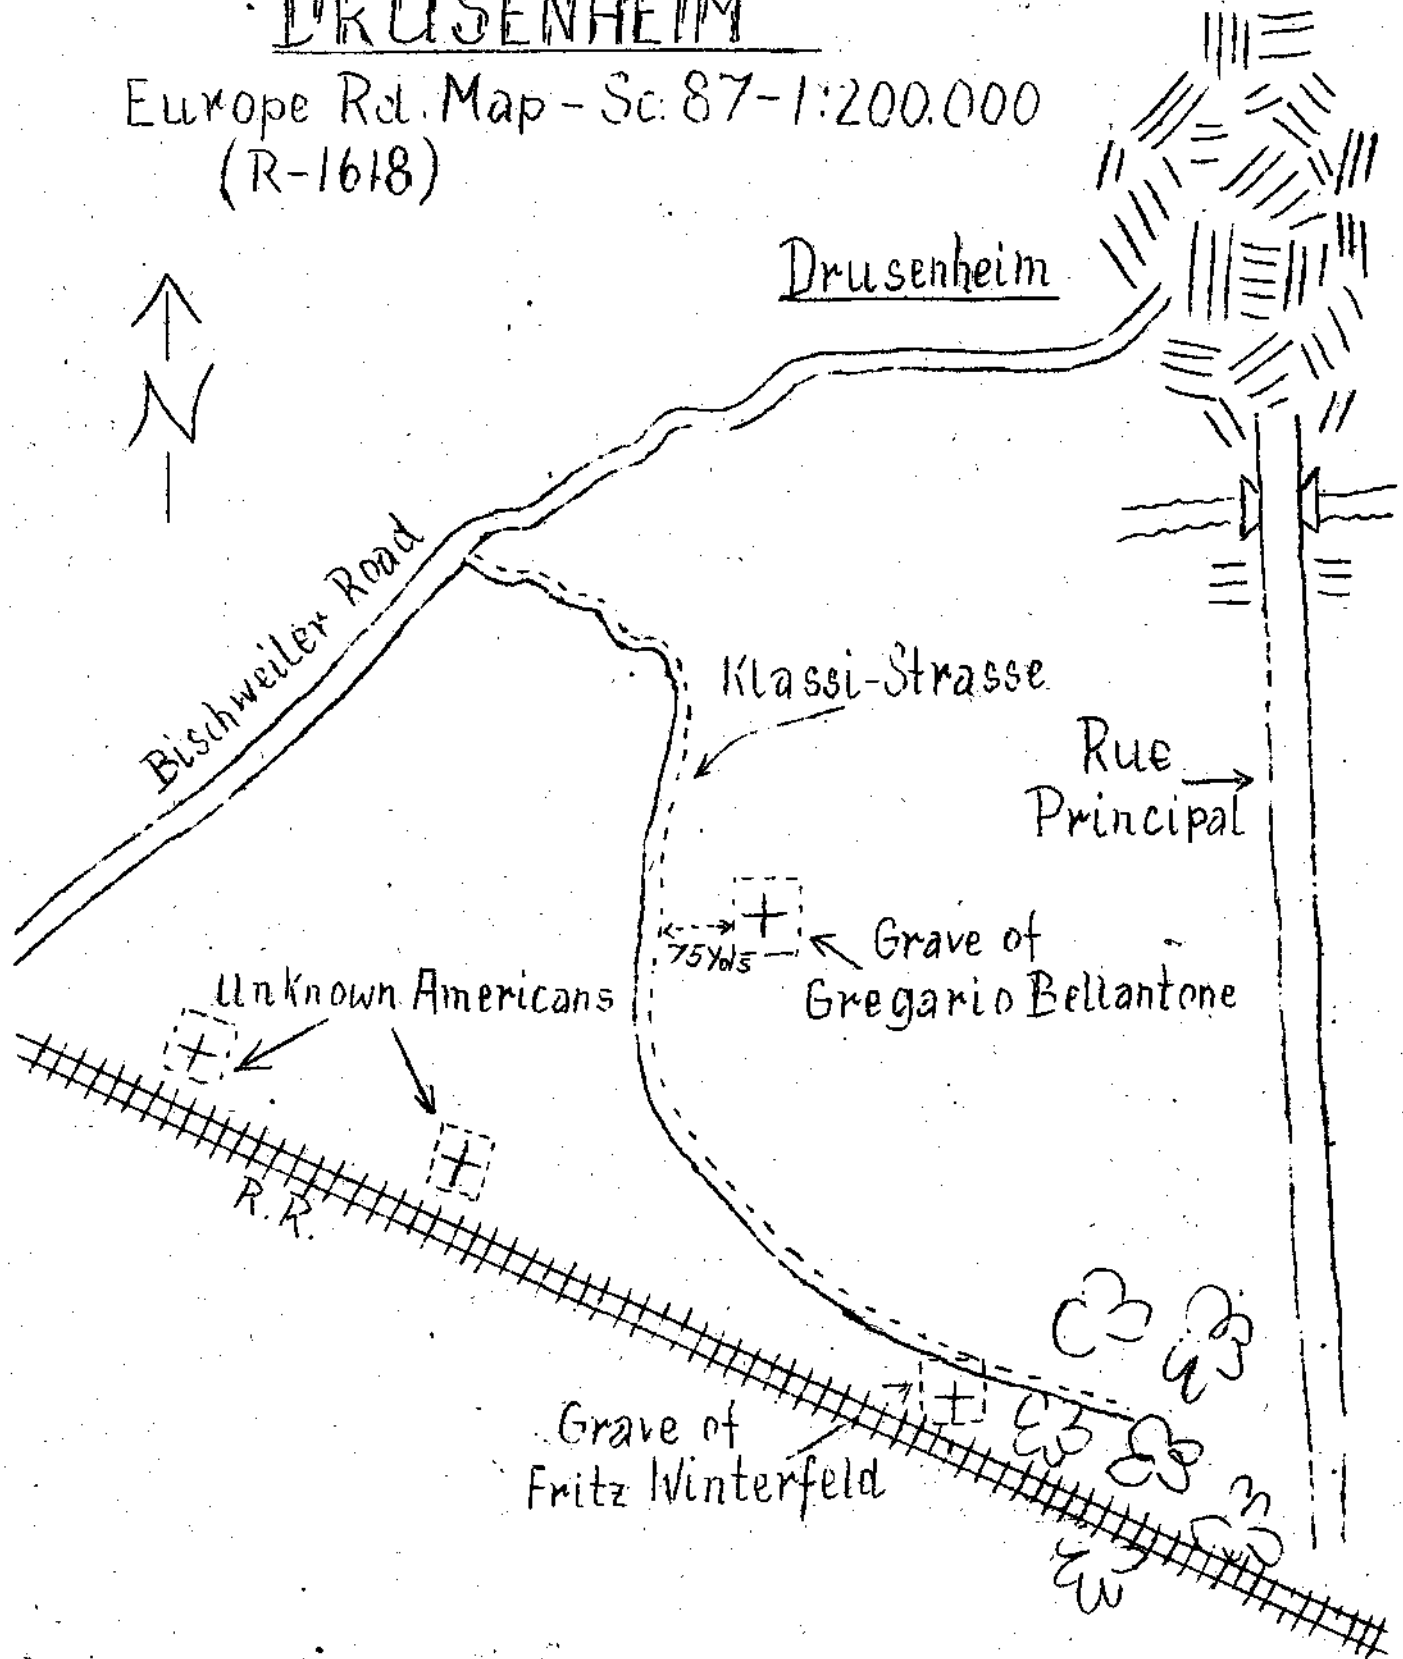 DRUSENHEIM
Europe Rd. Map - Sc. 87-1:200.000
(R-1618)
Drusenheim
N
Bischweiler Road
Klassi-Strasse
Rue
Principal
75 Yds
Grave of
Gregario Bellantone
Unknown Americans
R.R.
Grave of
Fritz Winterfeld